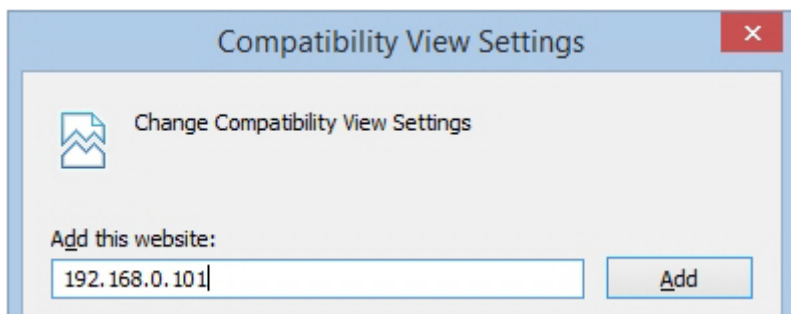 Compatibility View Settings
Change Compatibility View Settings
Add this website:
192.168.0.101
Add